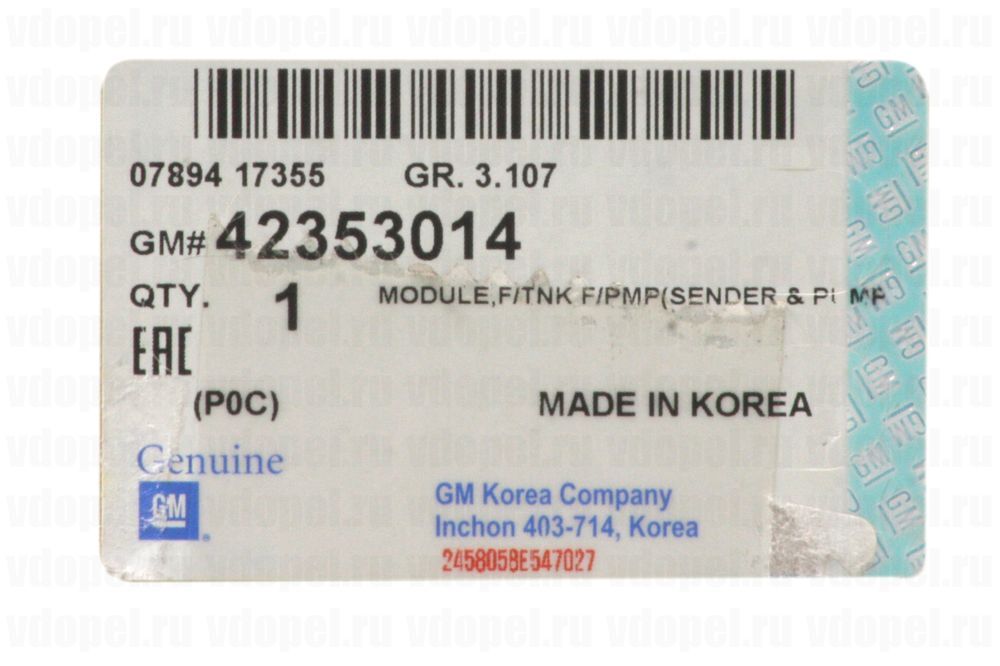 07894 17355 GR. 3.107
GM# 42353014
QTY. 1 MODULE,F/TNK F/PMP(SENDER &
EAC
(P0C) MADE IN KOREA
Genuine
GM
GM Korea Company
Inchon 403-714, Korea
245805BE547027
vdopel.ru